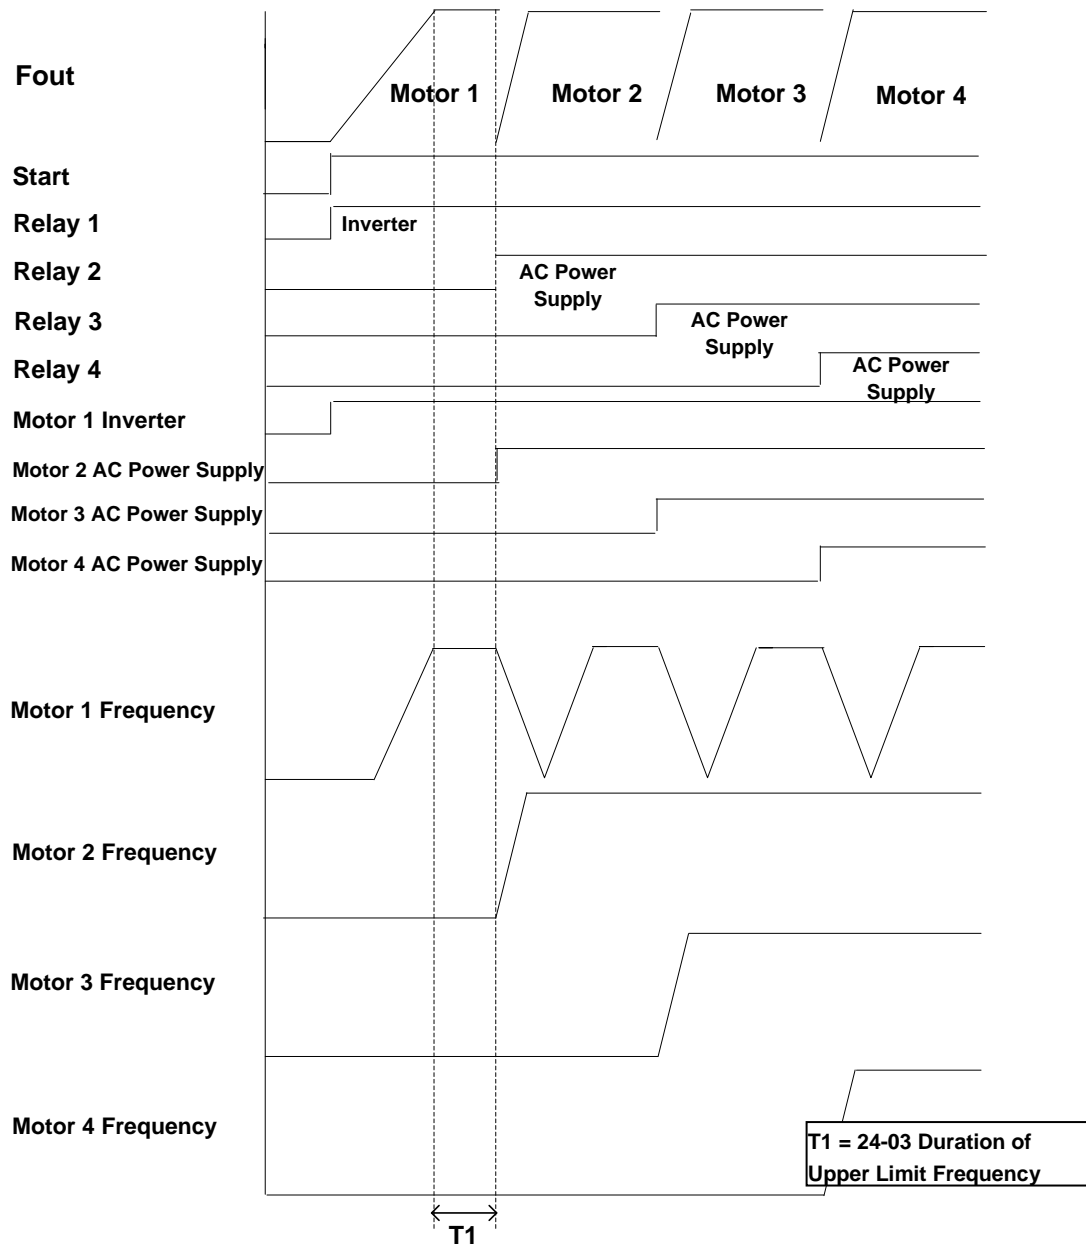 Fout
Motor 1
Motor 2
Motor 3
Motor 4
Start
Relay 1
Inverter
Relay 2
AC Power
Supply
Relay 3
AC Power
Supply
Relay 4
AC Power
Supply
Motor 1 Inverter
Motor 2 AC Power Supply
Motor 3 AC Power Supply
Motor 4 AC Power Supply
Motor 1 Frequency
Motor 2 Frequency
Motor 3 Frequency
Motor 4 Frequency
T1 = 24-03 Duration of
Upper Limit Frequency
T1